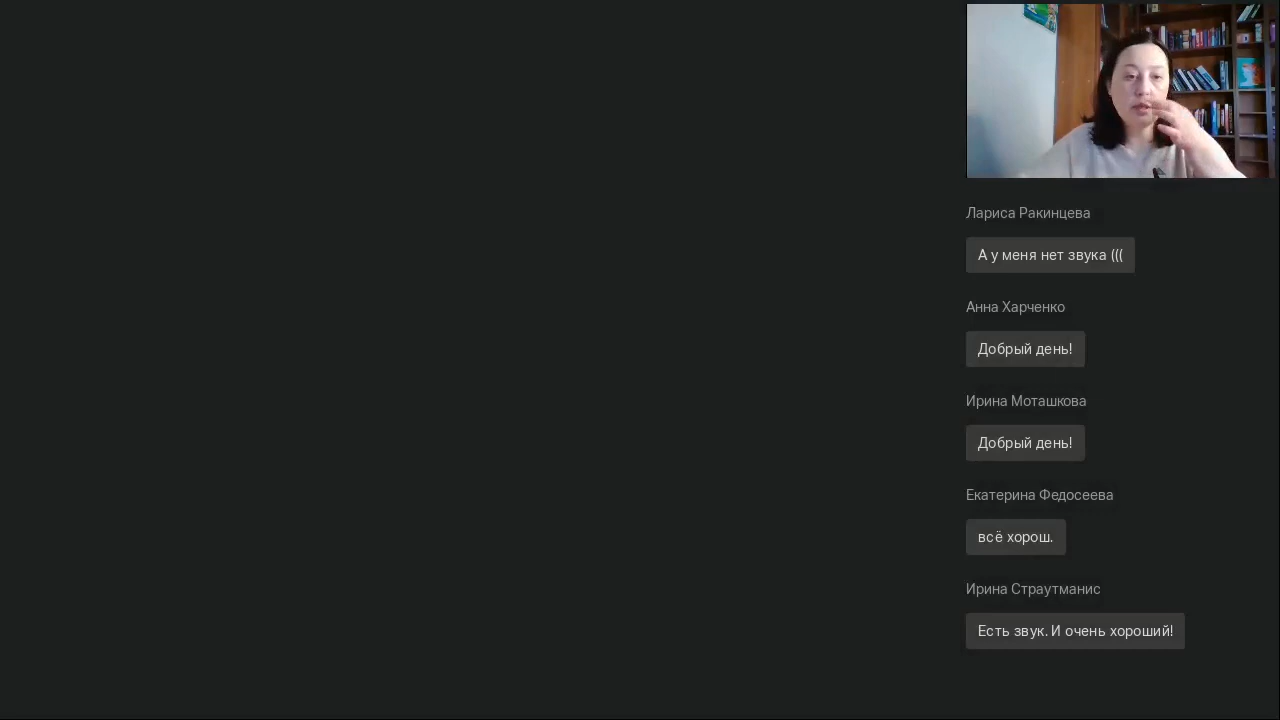 Лариса Ракинцева
А у меня нет звука (((
Анна Харченко
Добрый день!
Ирина Моташкова
Добрый день!
Екатерина Федосеева
всё хорош.
Ирина Страутманис
Есть звук. И очень хороший!